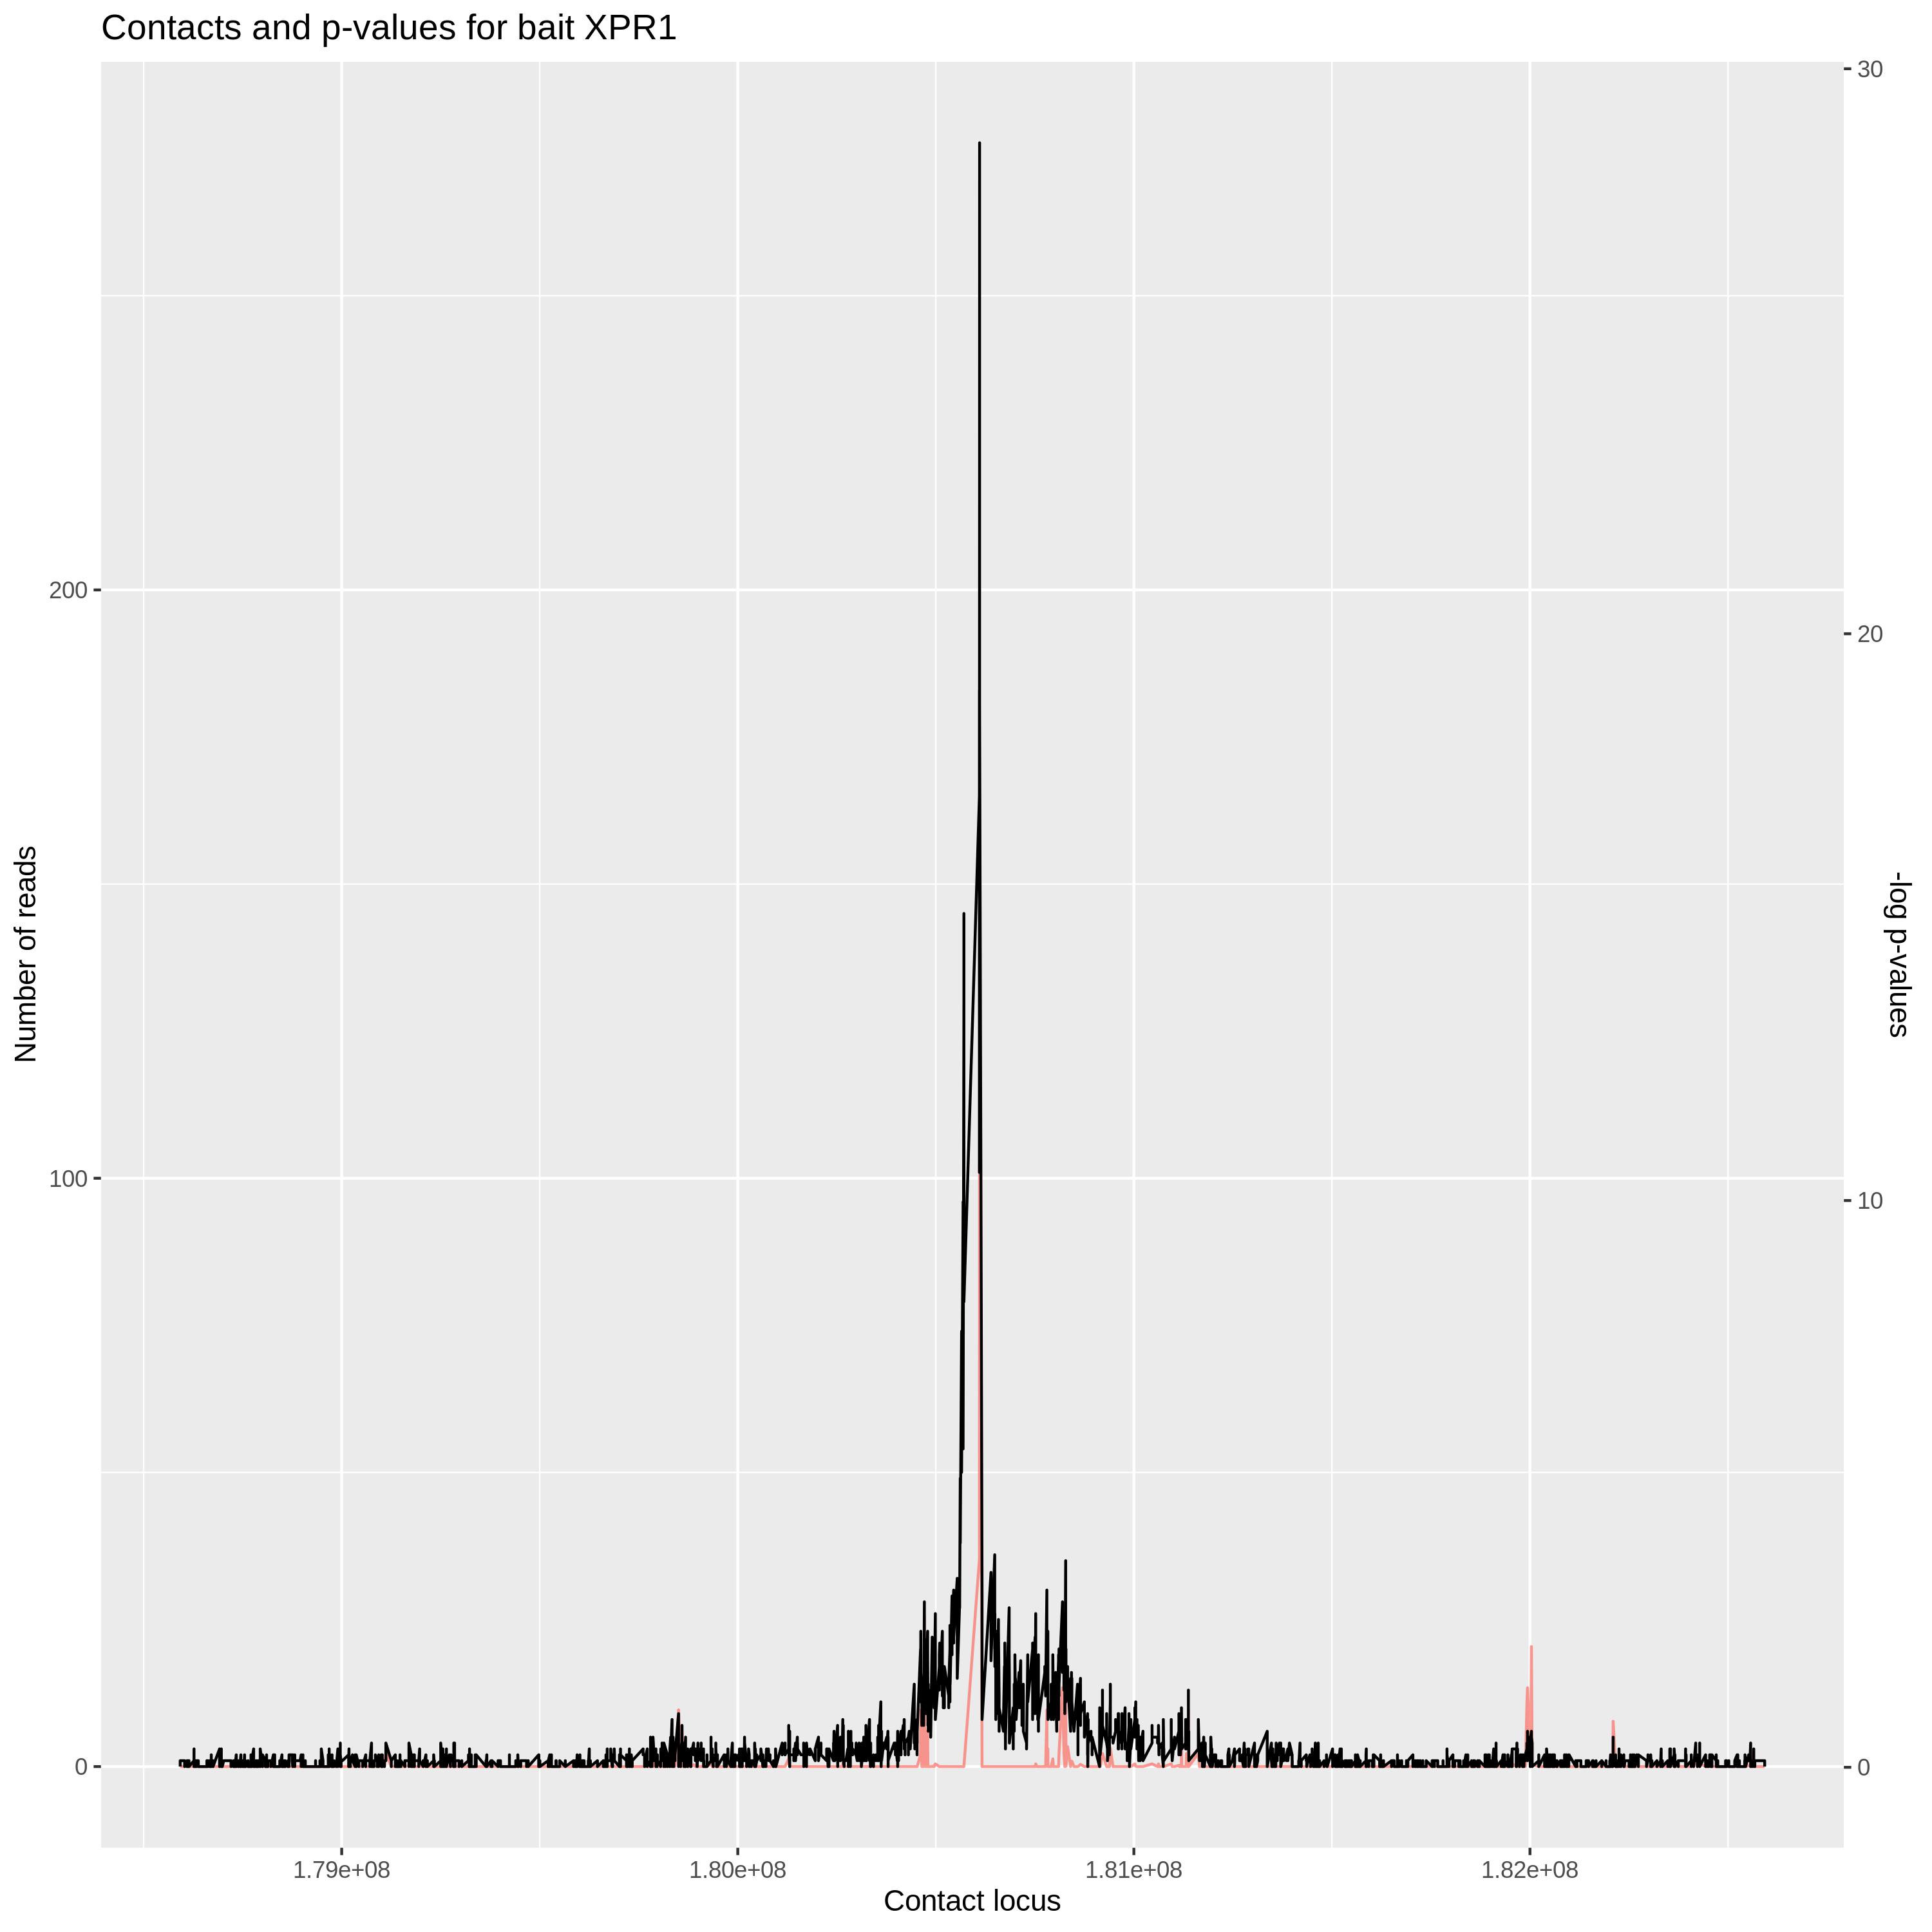 Contacts and p-values for bait XPR1
30
200
20
Number of reads
-log p-values
100
10
0
0
1.79e+08
1.80e+08
1.81e+08
1.82e+08
Contact locus